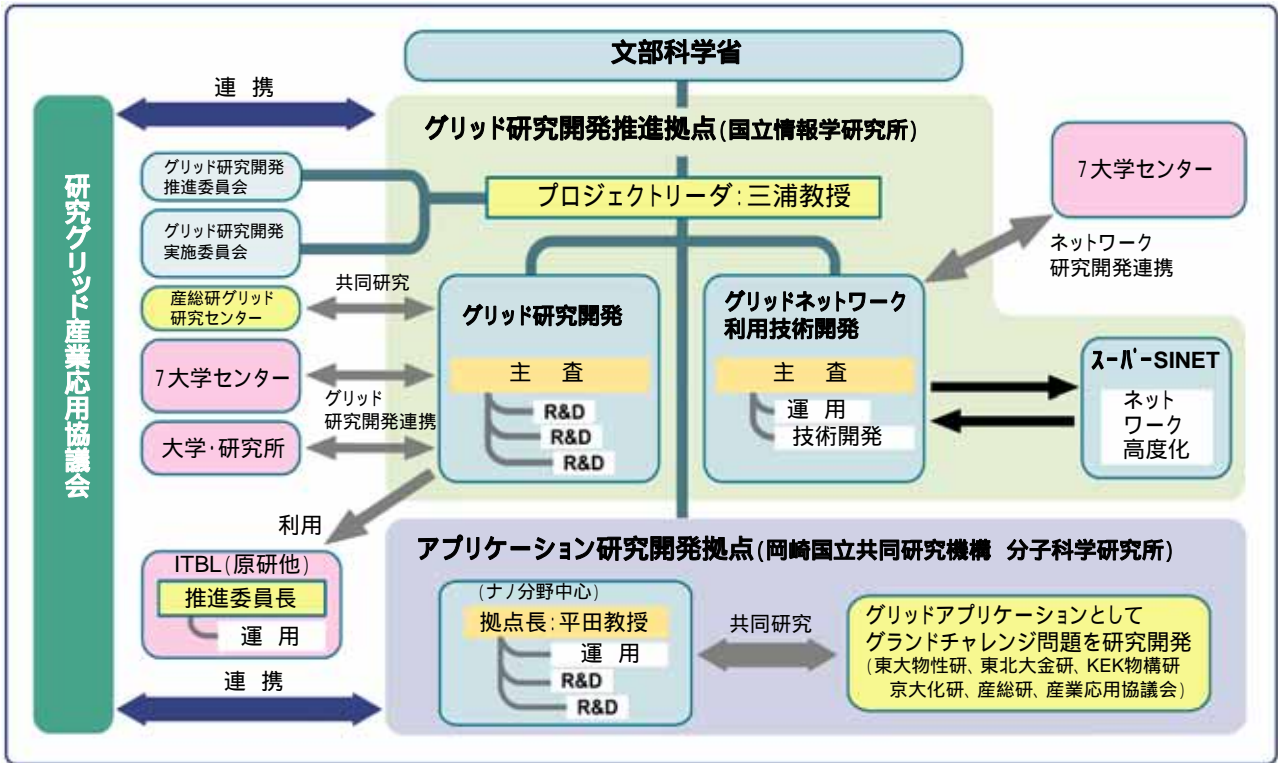 文部科学省
連 携
グリッド研究開発推進拠点(国立情報学研究所)
研究グリッド産業応用協議会
グリッド研究開発
推進委員会
グリッド研究開発
実施委員会
プロジェクトリーダ:三浦教授
7大学センター
ネットワーク
研究開発連携
産総研グリッド
研究センター
共同研究
7大学センター
グリッド
研究開発連携
大学・研究所
グリッド研究開発
主 査
R&D
R&D
R&D
グリッドネットワーク
利用技術開発
主 査
運 用
技術開発
スーパーSINET
ネット
ワーク
高度化
利用
ITBL(原研他)
推進委員長
運 用
連 携
アプリケーション研究開発拠点(岡崎国立共同研究機構 分子科学研究所)
(ナノ分野中心)
拠点長:平田教授
運 用
R&D
R&D
共同研究
グリッドアプリケーションとして
グランドチャレンジ問題を研究開発
(東大物性研、東北大金研、KEK物構研
京大化研、産総研、産業応用協議会)